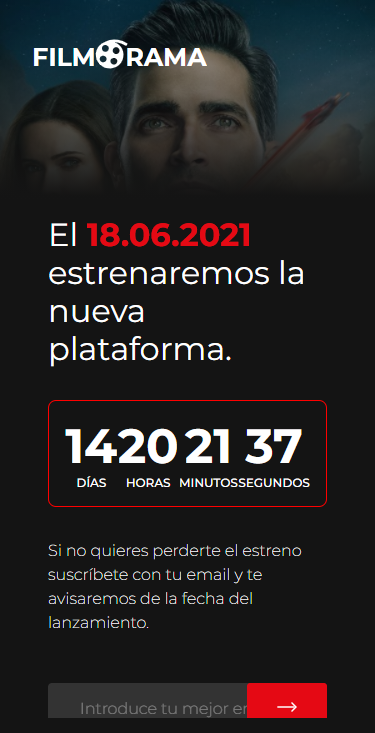 FILMORAMA
El 18.06.2021
estrenaremos la
nueva
plataforma.
14 20 21 37
DÍAS HORAS MINUTOS SEGUNDOS
Si no quieres perderte el estreno
suscríbete con tu email y te
avisaremos de la fecha del
lanzamiento.
Introduce tu mejor